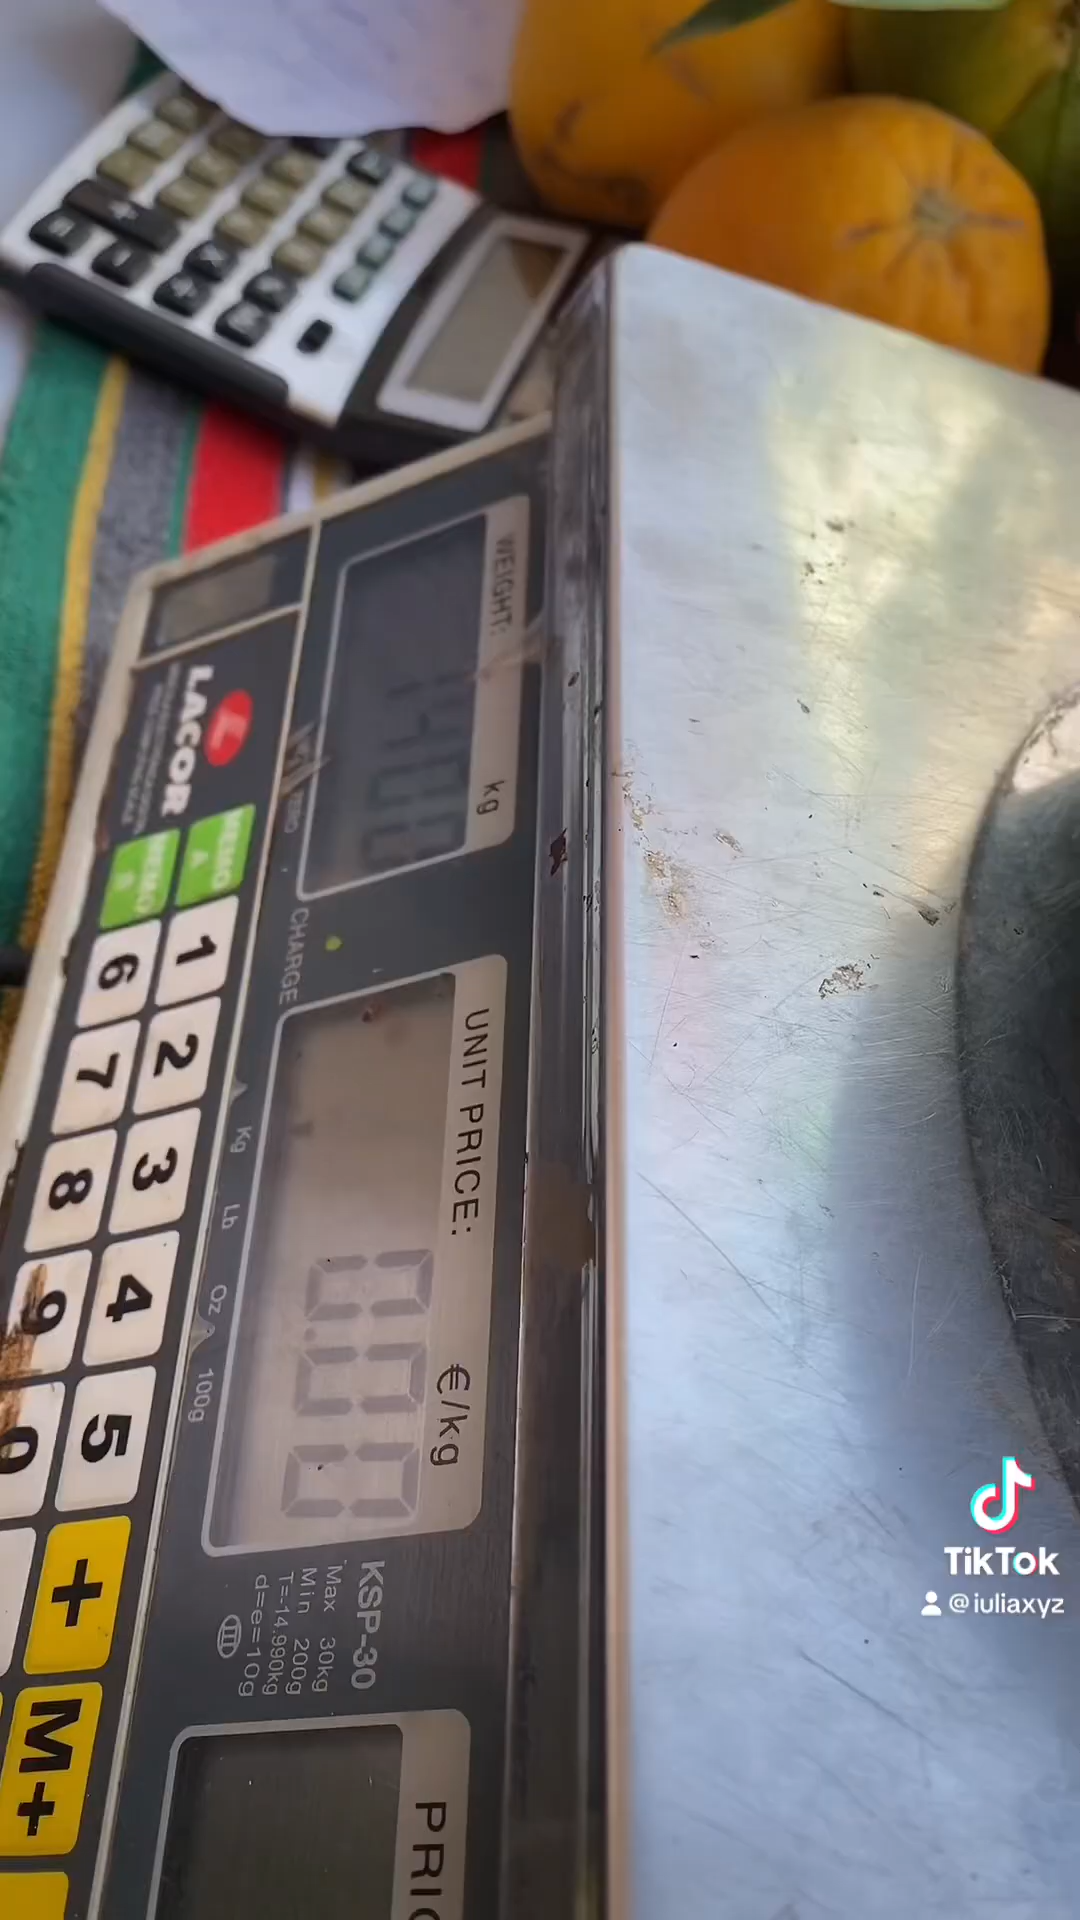 WEIGHT:
kg
ZERO
LACOR
MEMO
A
MEMO
B
CHARGE
UNIT PRICE:
€/kg
0.00
Kg
Lb
Oz
100g
1
2
3
4
5
6
7
8
9
0
+
M+
KSP-30
Max 30kg
Min 200g
T=-14.990kg
d=e=10g
III
PRIC
TikTok
@iuliaxyz